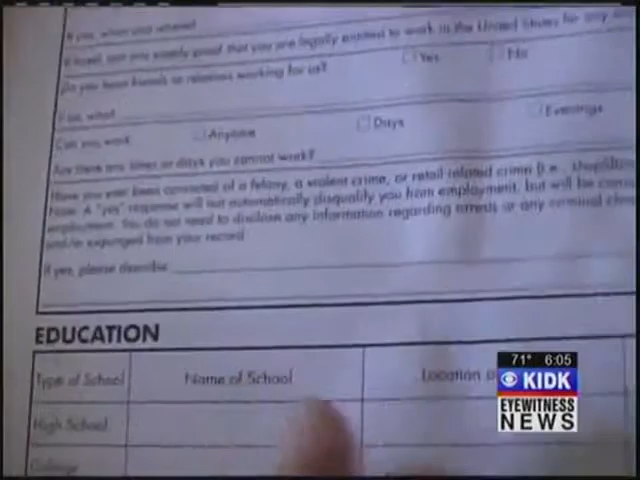 If yes, when and where?
If hired, can you supply proof that you are legally entitled to work in the United States for any
Do you have friends or relatives working for us? Yes No
If so, who?
Can you work Anytime Days Evenings
Are there any times or days you cannot work?
Have you ever been convicted of a felony, a violent crime, or retail related crime (i.e., shoplifting
Note: A "yes" response will not automatically disqualify you from employment, but will be
employment. You do not need to disclose any information regarding arrests or any criminal
and/or expunged from your record
If yes, please describe
EDUCATION
Type of School Name of School Location
High School
College
71° 6:05
KIDK
EYEWITNESS
NEWS